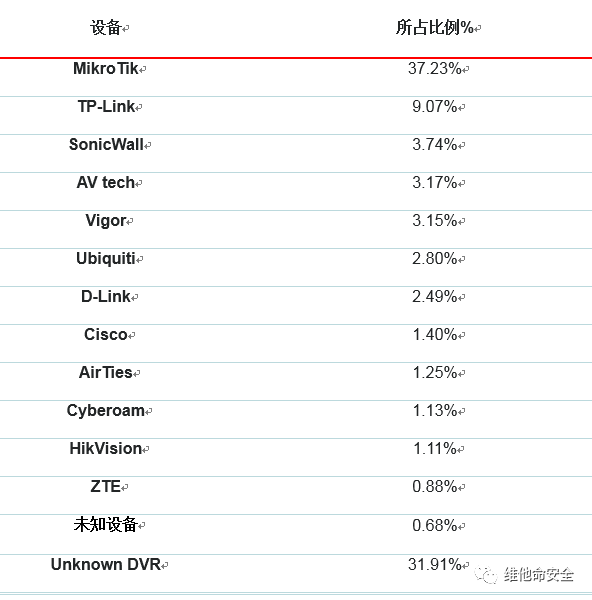 设备 所占比例%
MikroTik 37.23%
TP-Link 9.07%
SonicWall 3.74%
AV tech 3.17%
Vigor 3.15%
Ubiquiti 2.80%
D-Link 2.49%
Cisco 1.40%
AirTies 1.25%
Cyberoam 1.13%
HikVision 1.11%
ZTE 0.88%
未知设备 0.68%
Unknown DVR 31.91%
维他命安全